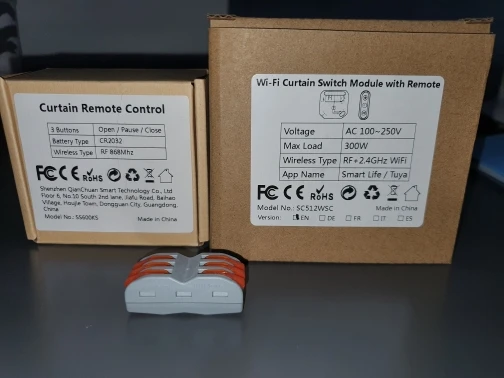 Curtain Remote Control
3 Buttons Open / Pause / Close
Battery Type CR2032
Wireless Type RF 868Mhz
FC CE RoHS
Shenzhen QianChuan Smart Technology Co., Ltd
Floor 6, No.10 South 2nd lane, Jiafu Road, Baihao
Village, Houjie Town, Dongguan City, Guangdong,
China
Model No.: S5600KS Made in China
Wi-Fi Curtain Switch Module with Remote
Voltage AC 100~250V
Max Load 300W
Wireless Type RF+2.4GHz WiFi
App Name Smart Life / Tuya
FC CE RoHS
Model No.: SC512WSC Made in China
Version: EN DE FR IT ES